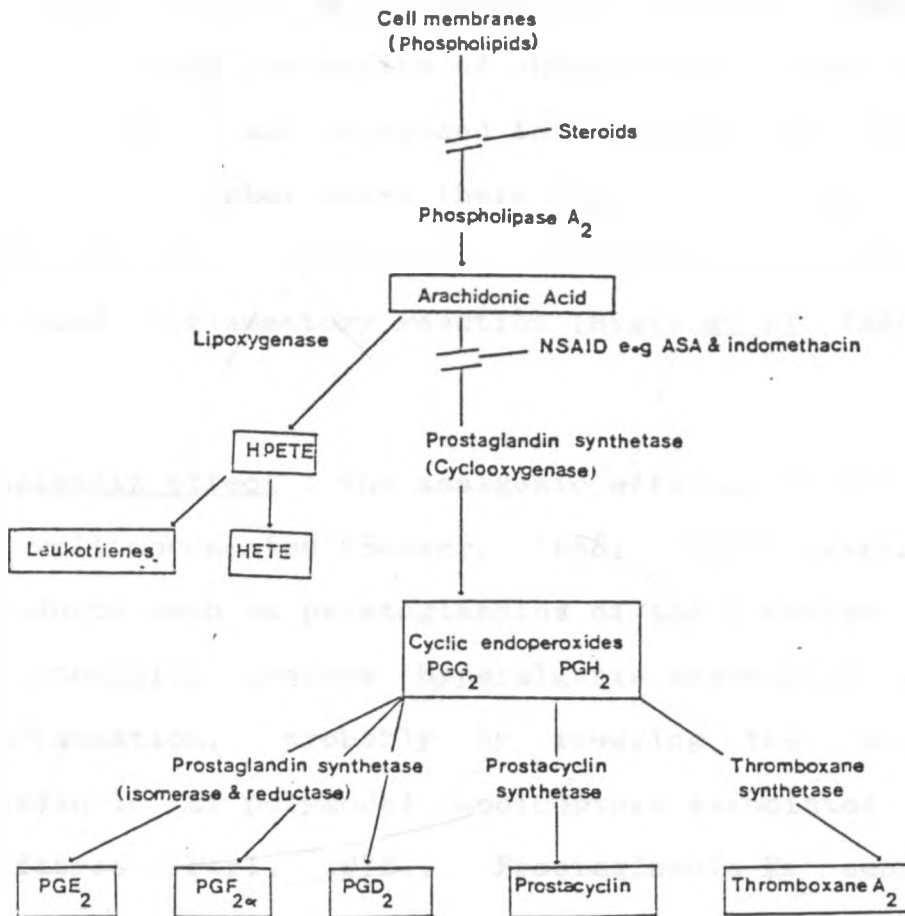 Cell membranes
(Phospholipids)
Steroids
Phospholipase A2
Arachidonic Acid
Lipoxygenase
NSAID e.g ASA & indomethacin
HPETE
Prostaglandin synthetase
(Cyclooxygenase)
Laukotrienes
HETE
Cyclic endoperoxides
PGG2 PGH2
Prostaglandin synthetase
(isomerase & reductase)
Prostacyclin
synthetase
Thromboxane
synthetase
PGE2
PGF2α
PGD2
Prostacyclin
Thromboxane A2